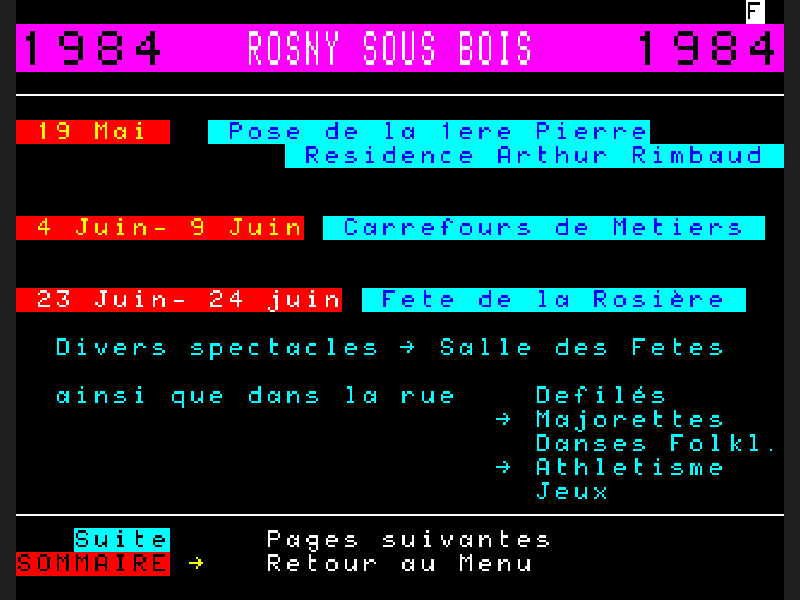 F
1984 ROSNY SOUS BOIS 1984
19 Mai Pose de la 1ere Pierre
Residence Arthur Rimbaud
4 Juin- 9 Juin Carrefours de Metiers
23 Juin- 24 juin Fete de la Rosière
Divers spectacles → Salle des Fetes
ainsi que dans la rue Defilés
→ Majorettes
Danses Folkl.
→ Athletisme
Jeux
Suite Pages suivantes
SOMMAIRE → Retour au Menu